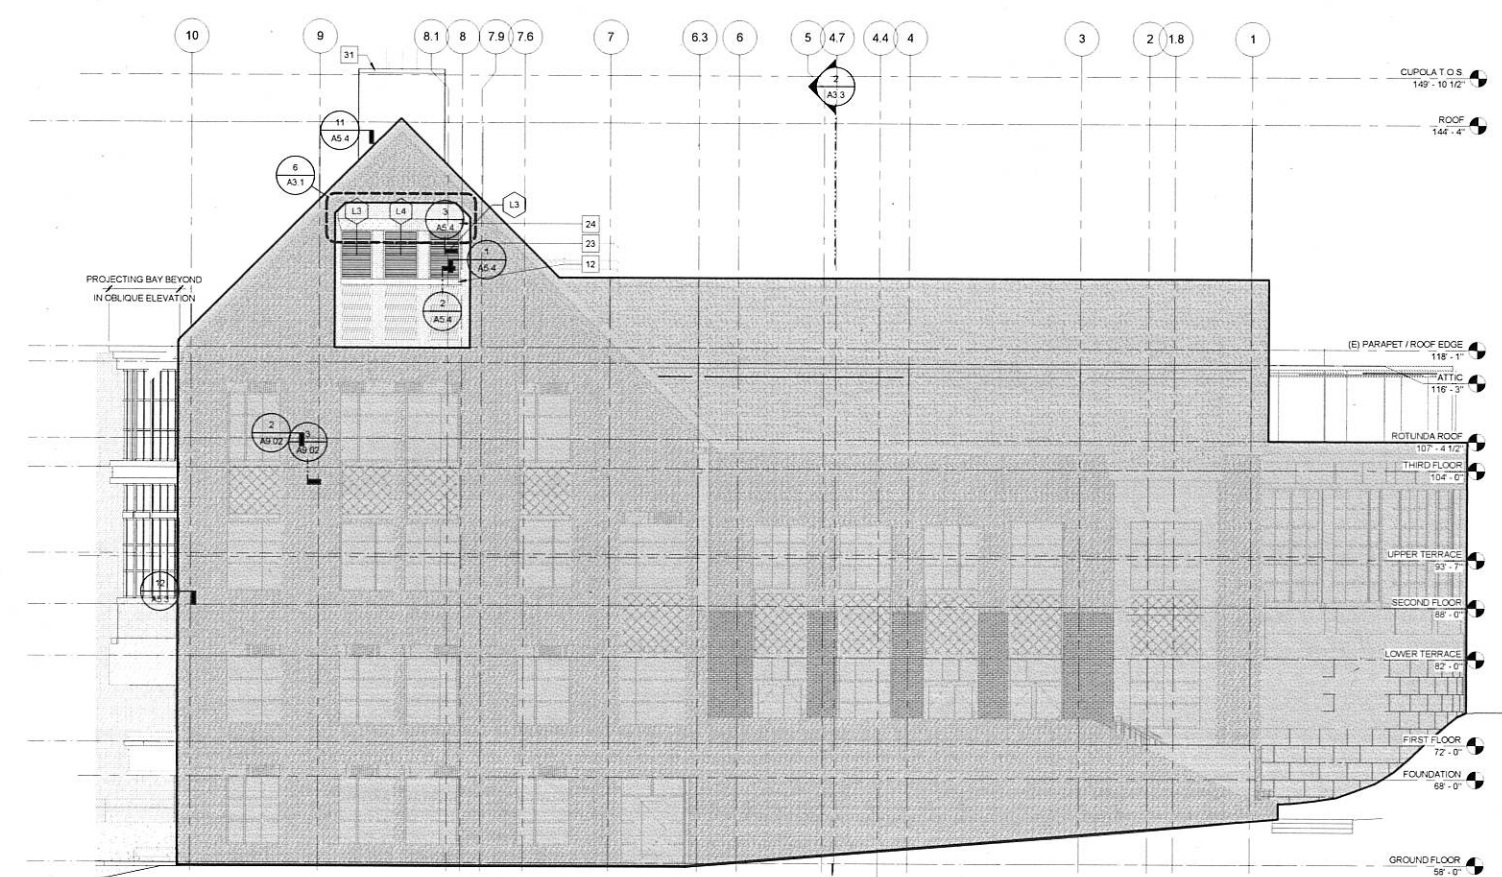 10
9
8.1
8
7.9
7.6
7
6.3
6
5
4.7
4.4
4
3
2
1.8
1
31
2
A3.3
CUPOLA T.O.S.
149' - 10 1/2"
11
A5.4
ROOF
144' - 4"
6
A3.1
L3
L4
3
A5.4
L3
24
23
1
A5.4
12
PROJECTING BAY BEYOND
IN OBLIQUE ELEVATION
2
A5.4
(E) PARAPET / ROOF EDGE
118' - 1"
ATTIC
116' - 3"
2
A9.02
3
A9.02
ROTUNDA ROOF
107' - 4 1/2"
THIRD FLOOR
104' - 0"
UPPER TERRACE
93' - 7"
12
A5.3
SECOND FLOOR
88' - 0"
LOWER TERRACE
82' - 0"
FIRST FLOOR
72' - 0"
FOUNDATION
68' - 0"
GROUND FLOOR
58' - 0"